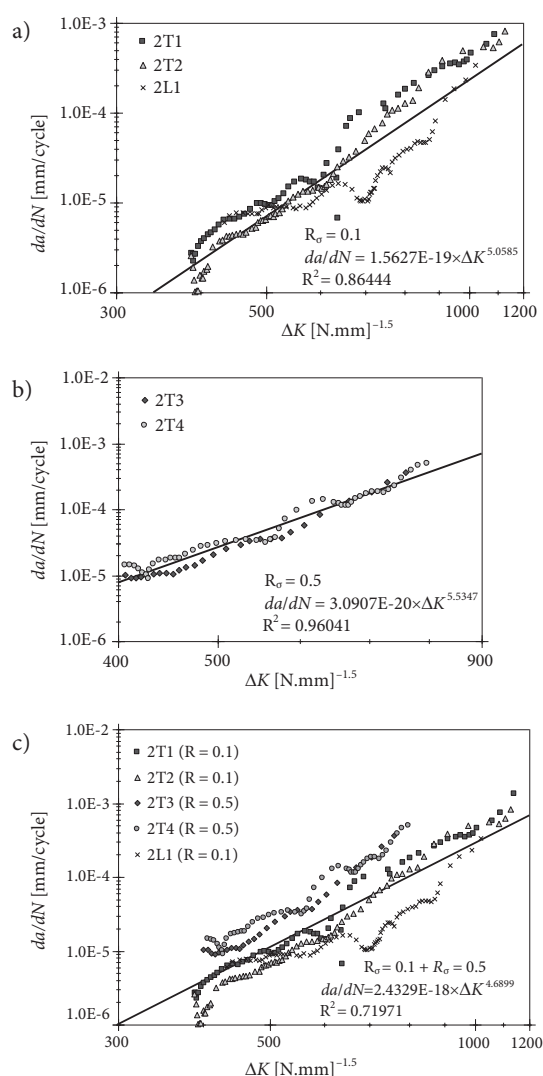 a)
1.0E-3
1.0E-4
1.0E-5
1.0E-6
da/dN [mm/cycle]
2T1
2T2
2L1
Rσ = 0.1
da/dN = 1.5627E-19×ΔK^5.0585
R² = 0.86444
300 500 1000 1200
ΔK [N.mm]^-1.5
b)
1.0E-2
1.0E-3
1.0E-4
1.0E-5
1.0E-6
da/dN [mm/cycle]
2T3
2T4
Rσ = 0.5
da/dN = 3.0907E-20×ΔK^5.5347
R² = 0.96041
400 500 900
ΔK [N.mm]^-1.5
c)
1.0E-2
1.0E-3
1.0E-4
1.0E-5
1.0E-6
da/dN [mm/cycle]
2T1 (R = 0.1)
2T2 (R = 0.1)
2T3 (R = 0.5)
2T4 (R = 0.5)
2L1 (R = 0.1)
Rσ = 0.1 + Rσ = 0.5
da/dN=2.4329E-18×ΔK^4.6899
R² = 0.71971
300 500 1000 1200
ΔK [N.mm]^-1.5